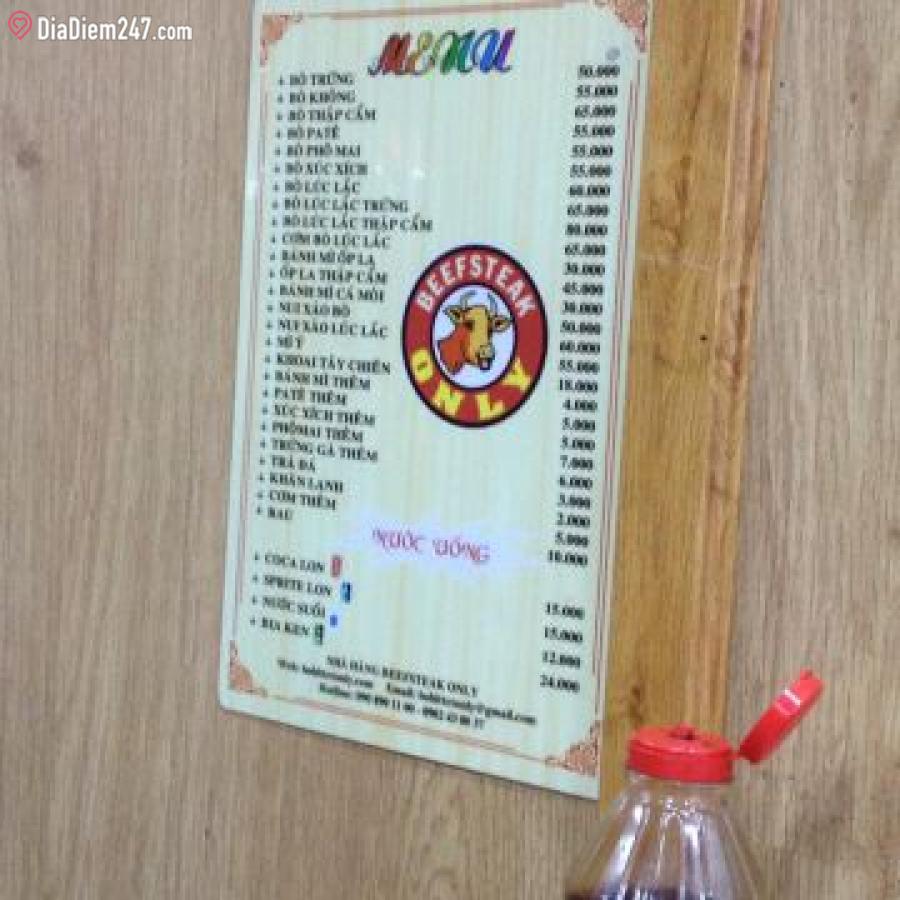 DiaDiem247.com
MENU
+ BÒ TRỨNG 50.000
+ BÒ KHÔNG 55.000
+ BÒ THẬP CẨM 65.000
+ BÒ PATÊ 55.000
+ BÒ PHÔ MAI 55.000
+ BÒ XÚC XÍCH 55.000
+ BÒ LÚC LẮC 60.000
+ BÒ LÚC LẮC TRỨNG 65.000
+ BÒ LÚC LẮC THẬP CẨM 80.000
+ CƠM BÒ LÚC LẮC 65.000
+ BÁNH MÌ ỐP LA 30.000
+ ỐP LA THẬP CẨM 45.000
+ BÁNH MÌ CÁ MÒI 30.000
+ NUI XÀO BÒ 50.000
+ NUI XÀO LÚC LẮC 60.000
+ MÌ Ý 55.000
+ KHOAI TÂY CHIÊN 18.000
+ BÁNH MÌ THÊM 4.000
+ PATÊ THÊM 5.000
+ XÚC XÍCH THÊM 5.000
+ PHÔMAI THÊM 7.000
+ TRỨNG GÀ THÊM 6.000
+ TRÀ ĐÁ 3.000
+ KHĂN LẠNH 2.000
+ CƠM THÊM 5.000
+ RAU 10.000
BEEFSTEAK
ONLY
NƯỚC UỐNG
+ COCA LON 15.000
+ SPRITE LON 15.000
+ NƯỚC SUỐI 12.000
+ BIA KEN 24.000
NHÀ HÀNG BEEFSTEAK ONLY
Web: Email:
Hotline: